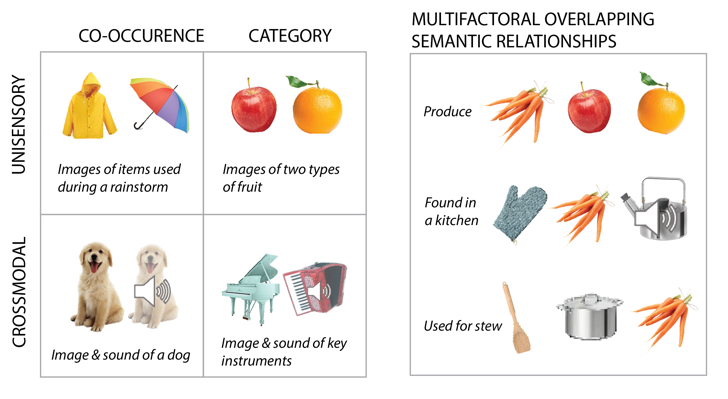 CO-OCCURENCE
CATEGORY
UNISENSORY
Images of items used
during a rainstorm
Images of two types
of fruit
CROSSMODAL
Image & sound of a dog
Image & sound of key
instruments
MULTIFACTORAL OVERLAPPING
SEMANTIC RELATIONSHIPS
Produce
Found in
a kitchen
Used for stew